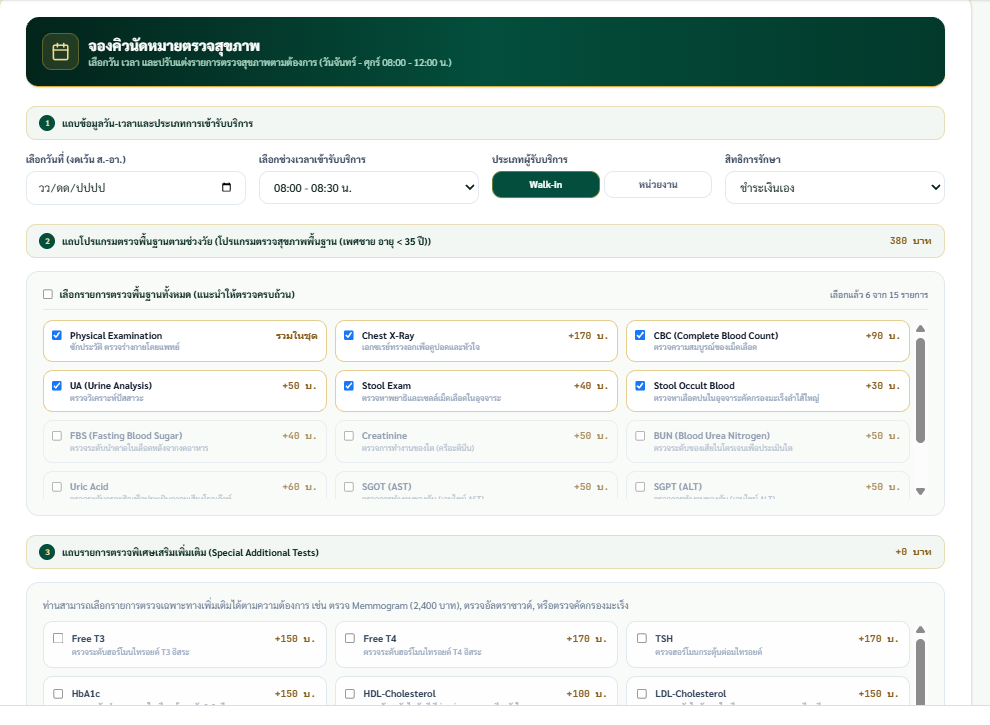 จองคิวนัดหมายตรวจสุขภาพ
เลือกวัน เวลา และปรับแต่งรายการตรวจสุขภาพตามต้องการ (วันจันทร์ - ศุกร์ 08:00 - 12:00 น.)
1 แถบข้อมูลวัน-เวลาและประเภทการเข้ารับบริการ
เลือกวันที่ (งดเว้น ส.-อา.) เลือกช่วงเวลาเข้ารับบริการ ประเภทผู้รับบริการ สิทธิการรักษา
วว/ดด/ปปปป 08:00 - 08:30 น. Walk-in หน่วยงาน ชำระเงินเอง
2 แถบโปรแกรมตรวจพื้นฐานตามช่วงวัย (โปรแกรมตรวจสุขภาพพื้นฐาน (เพศชาย อายุ < 35 ปี)) 380 บาท
เลือกรายการตรวจพื้นฐานทั้งหมด (แนะนำให้ตรวจครบถ้วน) เลือกแล้ว 6 จาก 15 รายการ
Physical Examination รวมในชุด Chest X-Ray +170 บ. CBC (Complete Blood Count) +90 บ.
ซักประวัติ ตรวจร่างกายโดยแพทย์ เอกซเรย์ทรวงอกเพื่อดูปอดและหัวใจ ตรวจความสมบูรณ์ของเม็ดเลือด
UA (Urine Analysis) +50 บ. Stool Exam +40 บ. Stool Occult Blood +30 บ.
ตรวจวิเคราะห์ปัสสาวะ ตรวจหาพยาธิและเซลล์เม็ดเลือดในอุจจาระ ตรวจหาเลือดปนในอุจจาระคัดกรองมะเร็งลำไส้ใหญ่
FBS (Fasting Blood Sugar) +40 บ. Creatinine +50 บ. BUN (Blood Urea Nitrogen) +50 บ.
ตรวจระดับน้ำตาลในเลือดหลังจากงดอาหาร ตรวจการทำงานของไต (ครีอะตินีน) ตรวจระดับของเสียไนโตรเจนเพื่อประเมินไต
Uric Acid +60 บ. SGOT (AST) +50 บ. SGPT (ALT) +50 บ.
3 แถบรายการตรวจพิเศษเสริมเพิ่มเติม (Special Additional Tests) +0 บาท
ท่านสามารถเลือกรายการตรวจเฉพาะทางเพิ่มเติมได้ตามความต้องการ เช่น ตรวจ Memmogram (2,400 บาท), ตรวจอัลตราซาวด์, หรือตรวจคัดกรองมะเร็ง
Free T3 +150 บ. Free T4 +170 บ. TSH +170 บ.
ตรวจระดับฮอร์โมนไทรอยด์ T3 อิสระ ตรวจระดับฮอร์โมนไทรอยด์ T4 อิสระ ตรวจฮอร์โมนกระตุ้นต่อมไทรอยด์
HbA1c +150 บ. HDL-Cholesterol +100 บ. LDL-Cholesterol +150 บ.